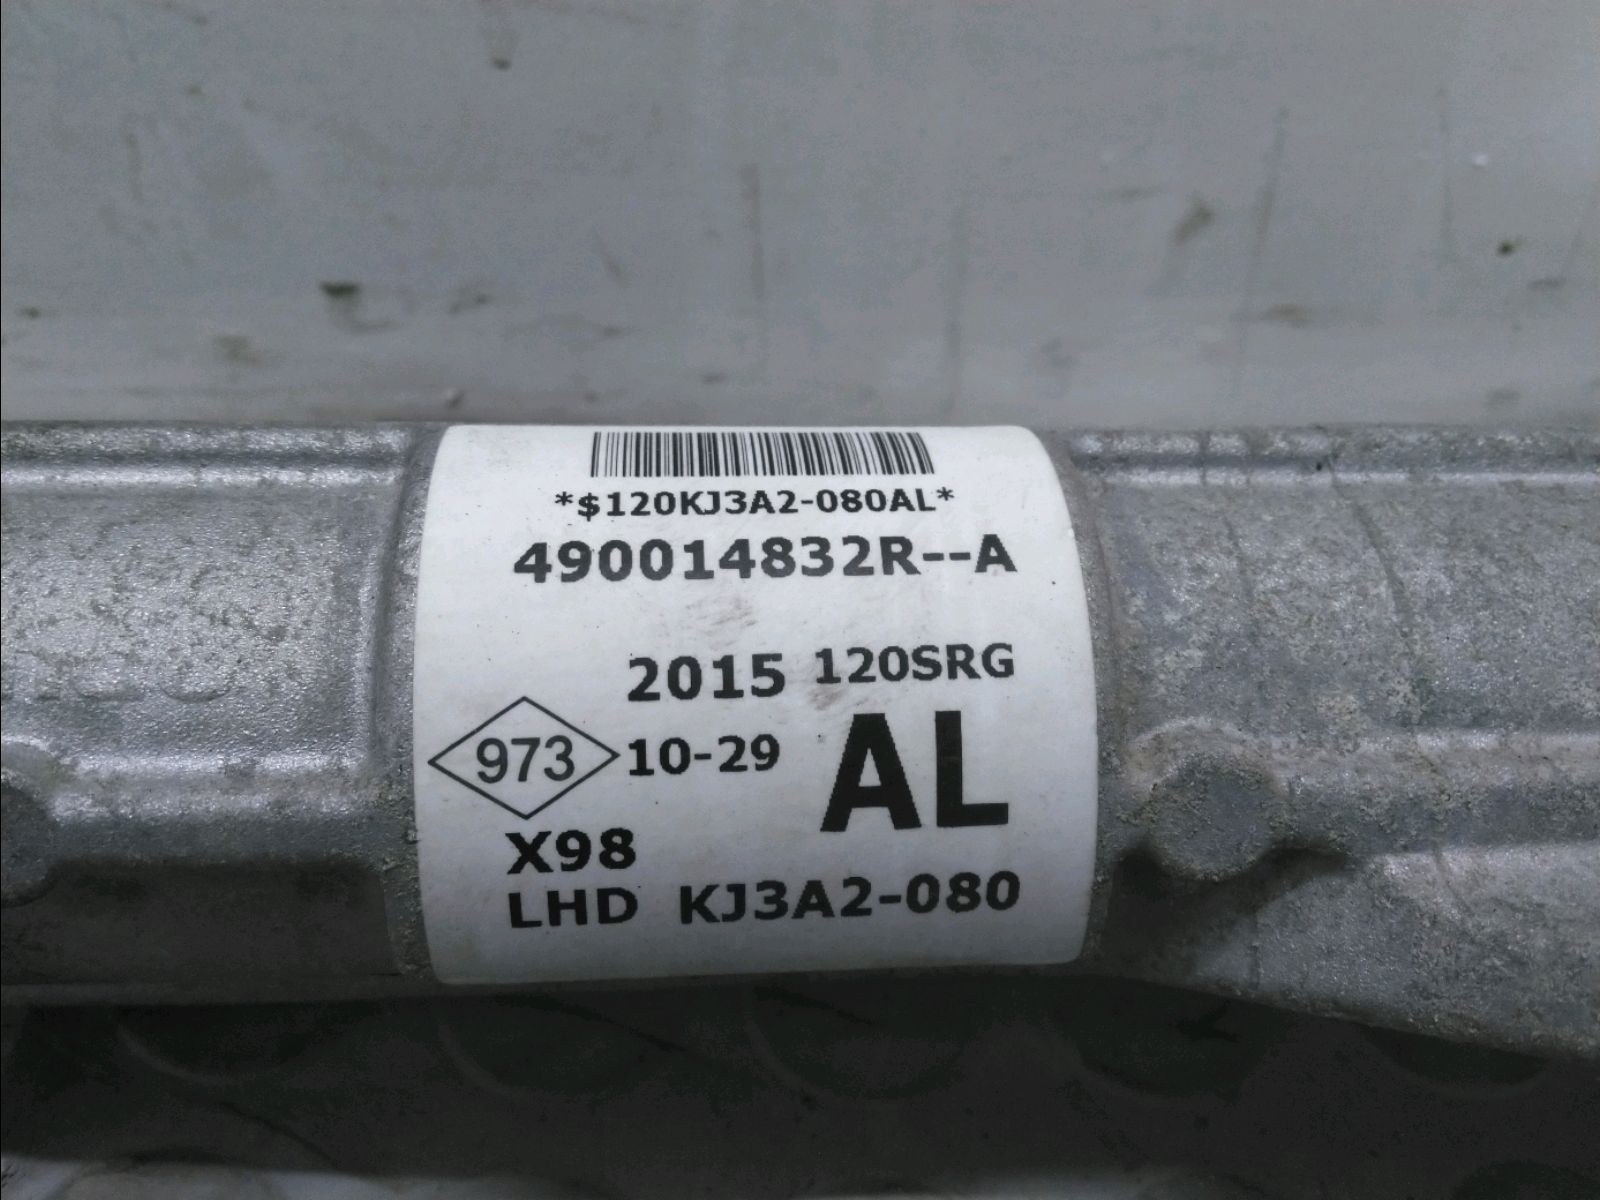 *$120KJ3A2-080AL*
490014832R--A
2015 120SRG
973 10-29 AL
X98
LHD KJ3A2-080